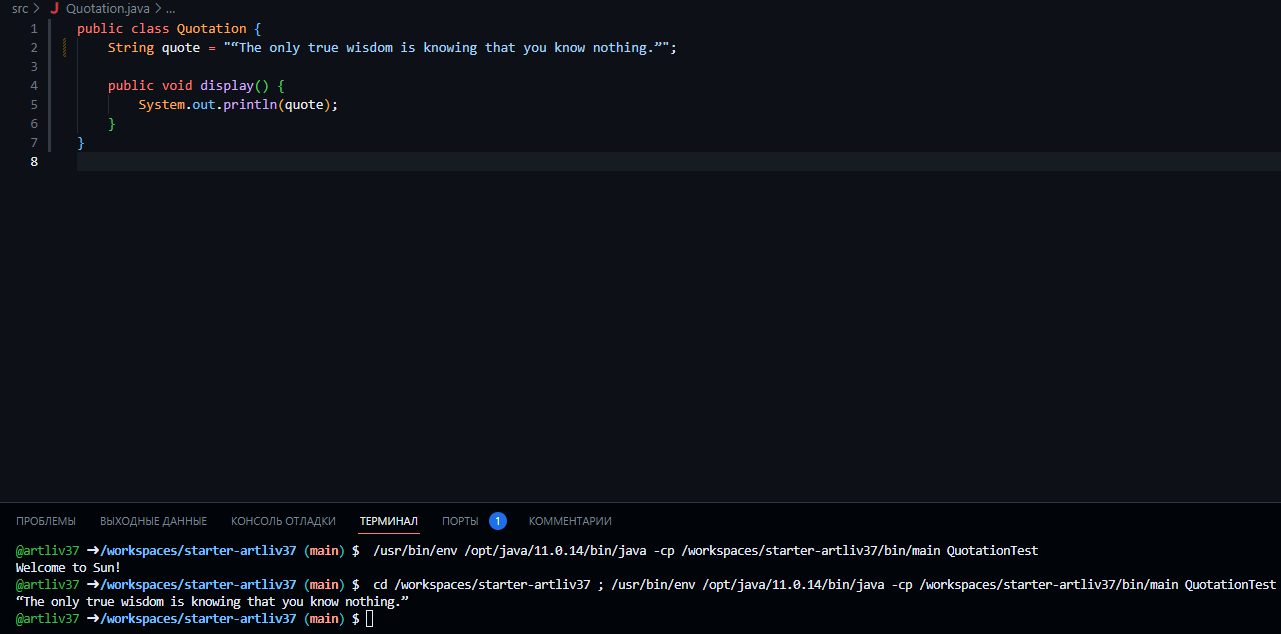 src > J Quotation.java > ...
1 public class Quotation {
2     String quote = "“The only true wisdom is knowing that you know nothing.”";
3
4     public void display() {
5         System.out.println(quote);
6     }
7 }
8
ПРОБЛЕМЫ ВЫХОДНЫЕ ДАННЫЕ КОНСОЛЬ ОТЛАДКИ ТЕРМИНАЛ ПОРТЫ 1 КОММЕНТАРИИ
@artliv37 ➜/workspaces/starter-artliv37 (main) $  /usr/bin/env /opt/java/11.0.14/bin/java -cp /workspaces/starter-artliv37/bin/main QuotationTest
Welcome to Sun!
@artliv37 ➜/workspaces/starter-artliv37 (main) $  cd /workspaces/starter-artliv37 ; /usr/bin/env /opt/java/11.0.14/bin/java -cp /workspaces/starter-artliv37/bin/main QuotationTest
“The only true wisdom is knowing that you know nothing.”
@artliv37 ➜/workspaces/starter-artliv37 (main) $